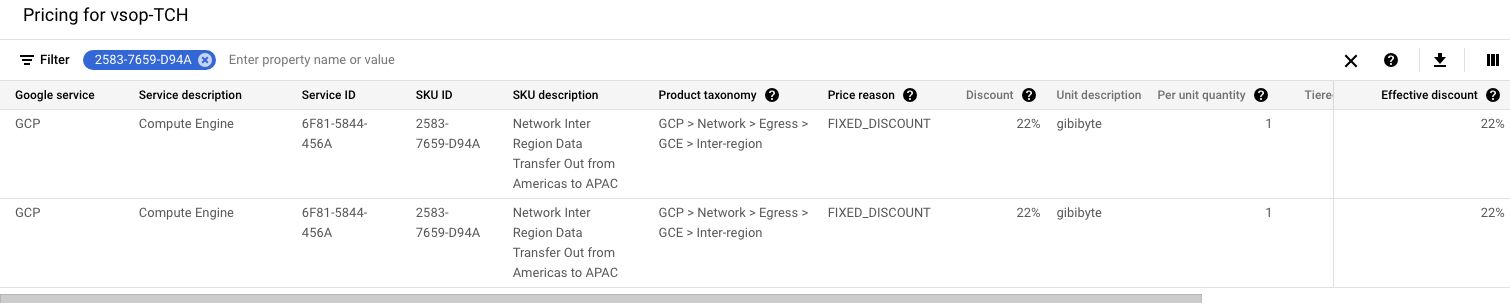 Pricing for vsop-TCH
Filter 2583-7659-D94A Enter property name or value
Google service Service description Service ID SKU ID SKU description Product taxonomy Price reason Discount Unit description Per unit quantity Tiere Effective discount
GCP Compute Engine 6F81-5844- 2583- Network Inter GCP > Network > Egress > FIXED_DISCOUNT 22% gibibyte 1 22%
456A 7659-D94A Region Data GCE > Inter-region
Transfer Out from
Americas to APAC
GCP Compute Engine 6F81-5844- 2583- Network Inter GCP > Network > Egress > FIXED_DISCOUNT 22% gibibyte 1 22%
456A 7659-D94A Region Data GCE > Inter-region
Transfer Out from
Americas to APAC